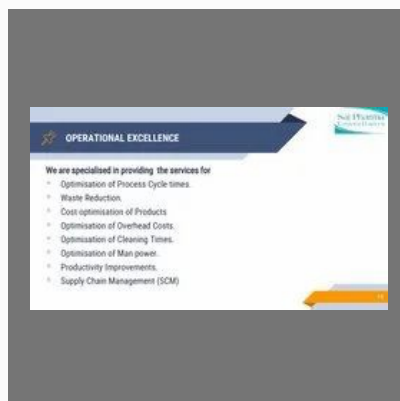 OPERATIONAL EXCELLENCE
We are specialised in providing the services for
Optimisation of Process Cycle times.
Waste Reduction.
Cost optimisation of Products
Optimisation of Overhead Costs.
Optimisation of Cleaning Times.
Optimisation of Man power.
Productivity Improvements.
Supply Chain Management (SCM)